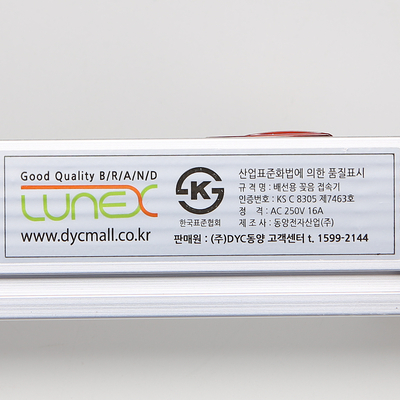 Good Quality B/R/A/N/D
LUNEX
www.dycmall.co.kr
K
한국표준협회
산업표준화법에 의한 품질표시
규 격 명 : 배선용 꽂음 접속기
인증번호 : KS C 8305 제7463호
정 격 : AC 250V 16A
제 조 사 : 동양전자산업(주)
판매원 : (주)DYC동양 고객센터 t. 1599-2144